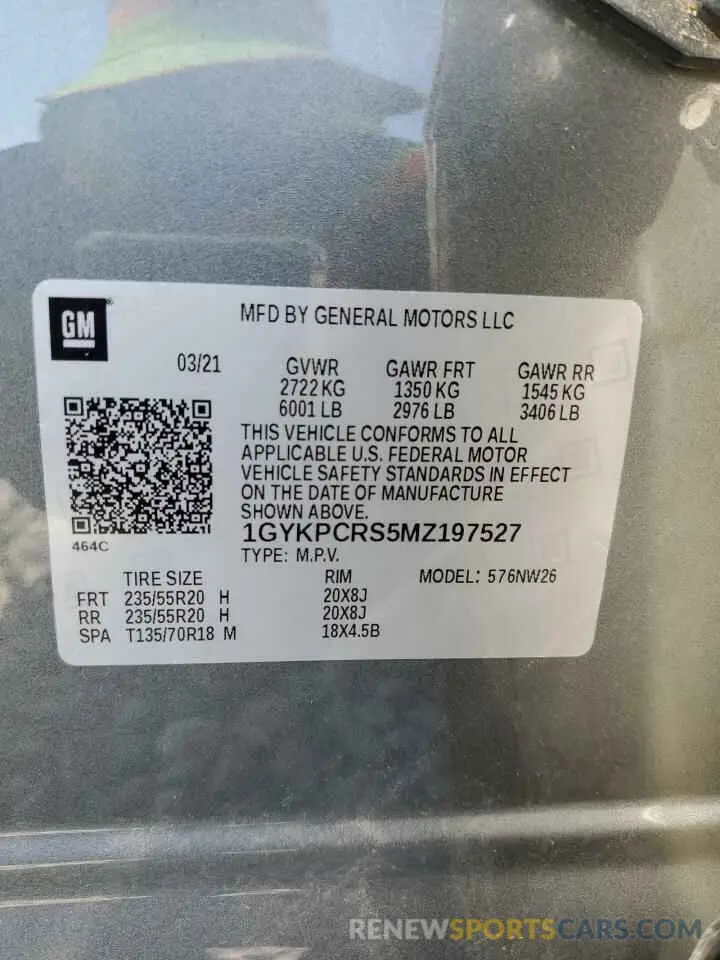 GM
MFD BY GENERAL MOTORS LLC
03/21 GVWR GAWR FRT GAWR RR
2722 KG 1350 KG 1545 KG
6001 LB 2976 LB 3406 LB
THIS VEHICLE CONFORMS TO ALL
APPLICABLE U.S. FEDERAL MOTOR
VEHICLE SAFETY STANDARDS IN EFFECT
ON THE DATE OF MANUFACTURE
SHOWN ABOVE.
1GYKPCRS5MZ197527
464C
TYPE: M.P.V.
TIRE SIZE RIM MODEL: 576NW26
FRT 235/55R20 H 20X8J
RR 235/55R20 H 20X8J
SPA T135/70R18 M 18X4.5B
RENEWSPORTSCARS.COM